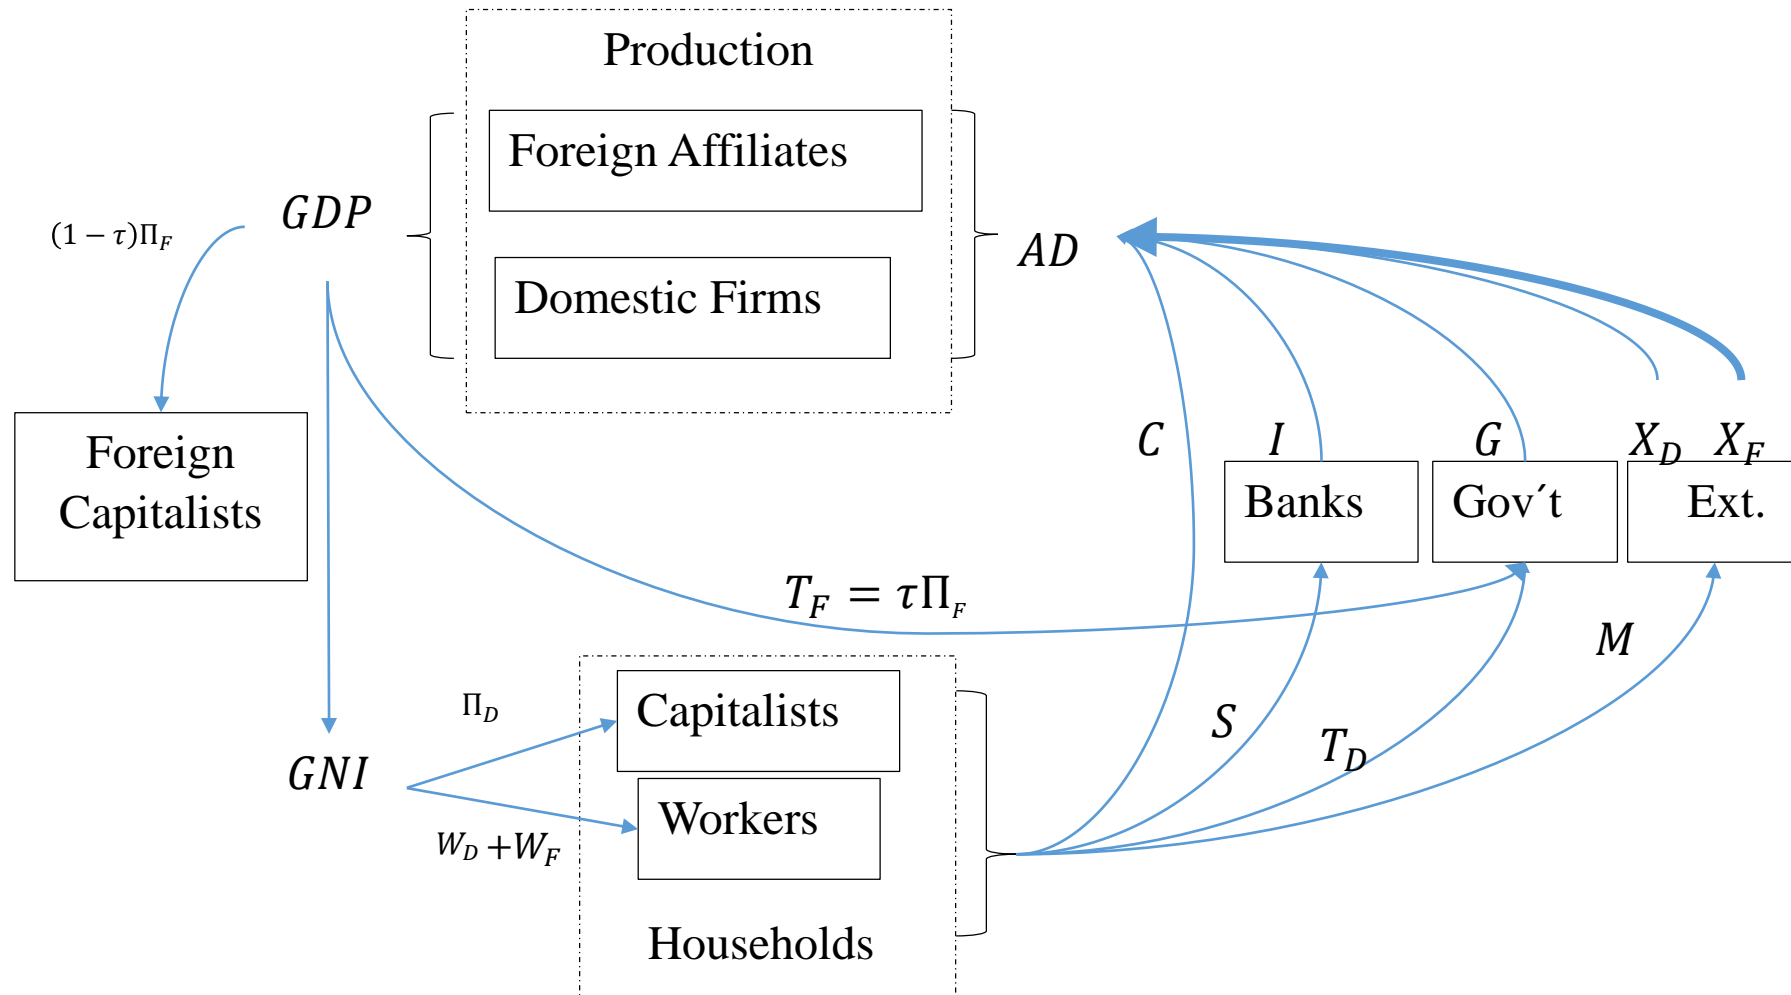 Production
Foreign Affiliates
GDP
(1 − τ)Π_F
AD
Domestic Firms
Foreign
Capitalists
C
I
G
X_D
X_F
Banks
Gov´t
Ext.
T_F = τΠ_F
M
Π_D
Capitalists
S
T_D
GNI
Workers
W_D +W_F
Households